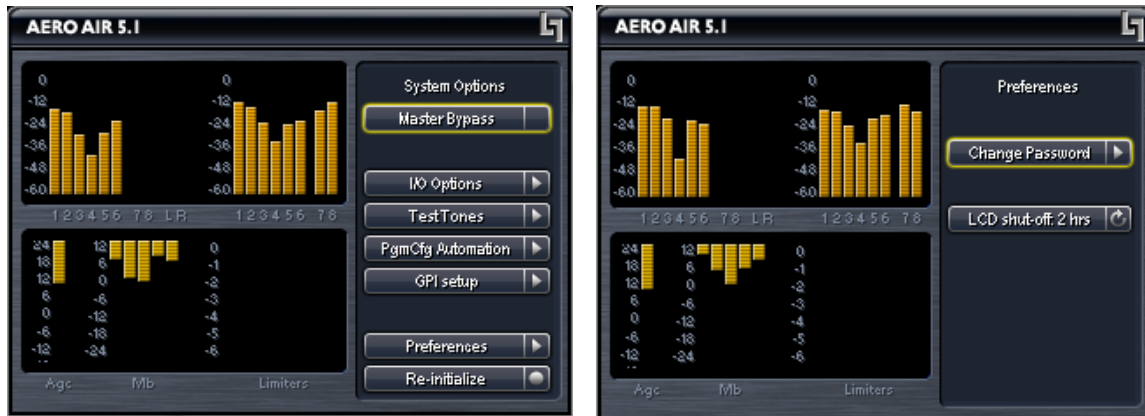 AERO AIR 5.1
0 0
-12 -12
-24 -24
-36 -36
-48 -48
-60 -60
1 2 3 4 5 6 7 8 L R 1 2 3 4 5 6 7 8
24 12 0
18 6 -1
12 0 -2
6 -6 -3
0 -12 -4
-6 -18 -5
-12 -24 -6
Agc Mb Limiters
System Options
Master Bypass
I/O Options
Test Tones
PgmCfg Automation
GPI setup
Preferences
Re-initialize
AERO AIR 5.1
0 0
-12 -12
-24 -24
-36 -36
-48 -48
-60 -60
1 2 3 4 5 6 7 8 L R 1 2 3 4 5 6 7 8
24 12 0
18 6 -1
12 0 -2
6 -6 -3
0 -12 -4
-6 -18 -5
-12 -24 -6
Agc Mb Limiters
Preferences
Change Password
LCD shut-off: 2 hrs